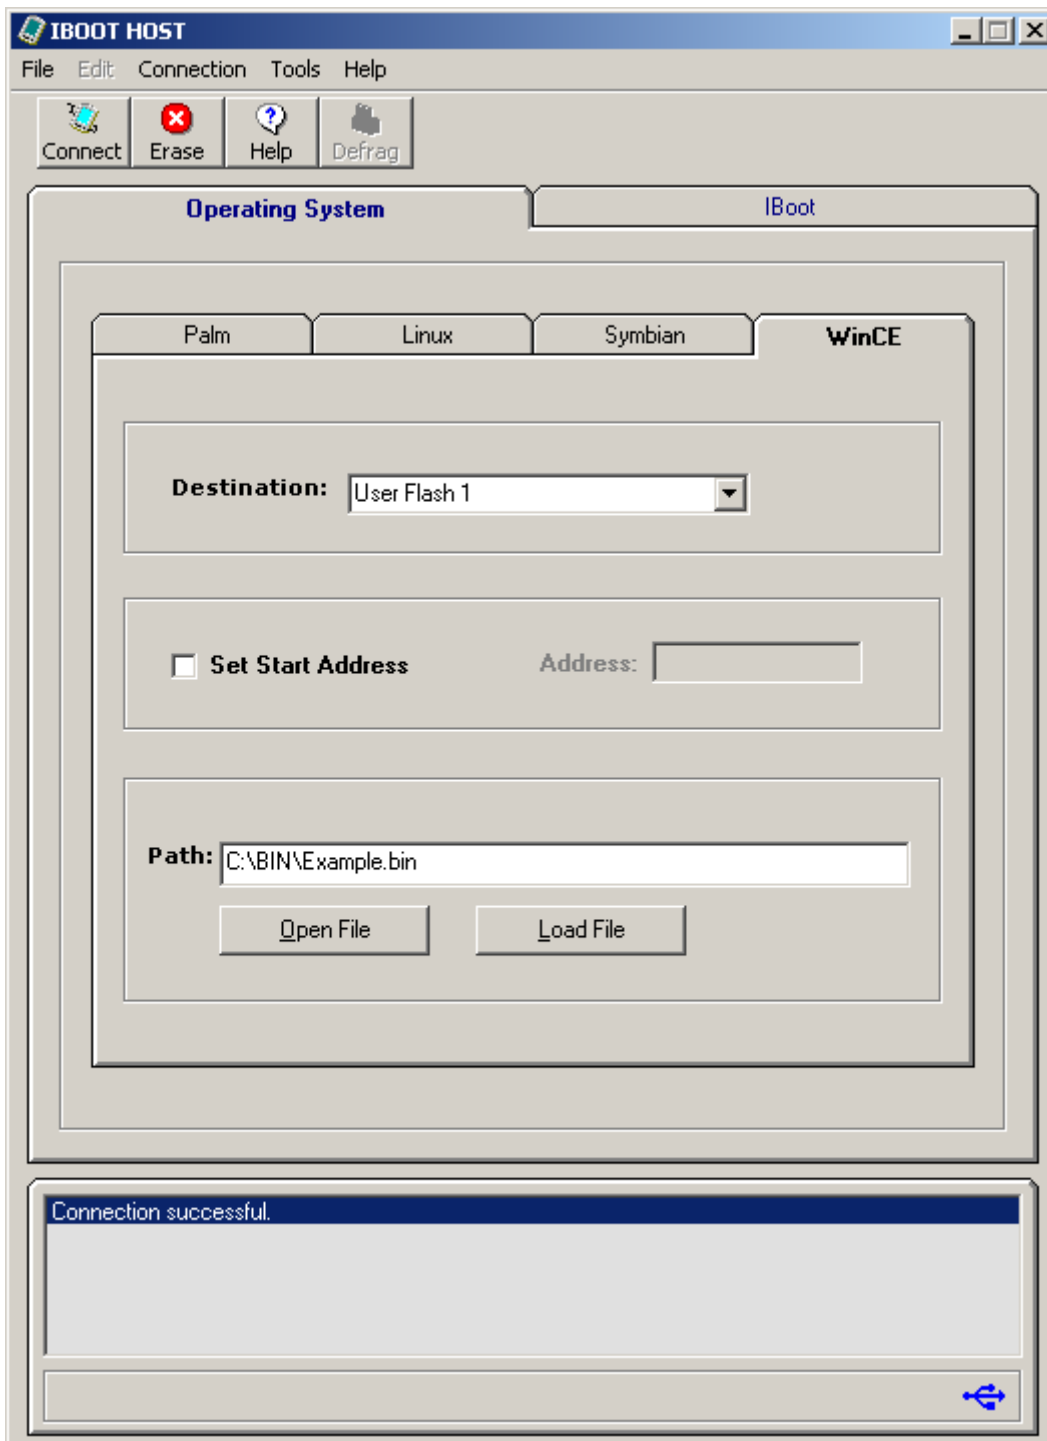 IBOOT HOST
File Edit Connection Tools Help
Connect Erase Help Defrag
Operating System IBoot
Palm Linux Symbian WinCE
Destination: User Flash 1
Set Start Address Address:
Path: C:\BIN\Example.bin
Open File Load File
Connection successful.